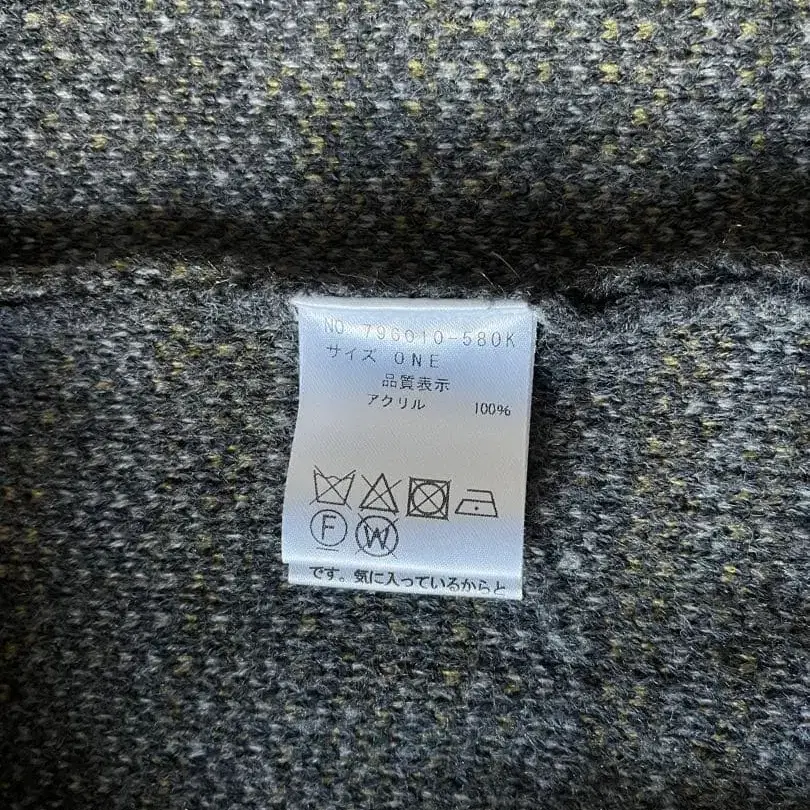 NO. 796010-580K
サイズ ONE
品質表示
アクリル 100%
F W
です。気に入っているからと